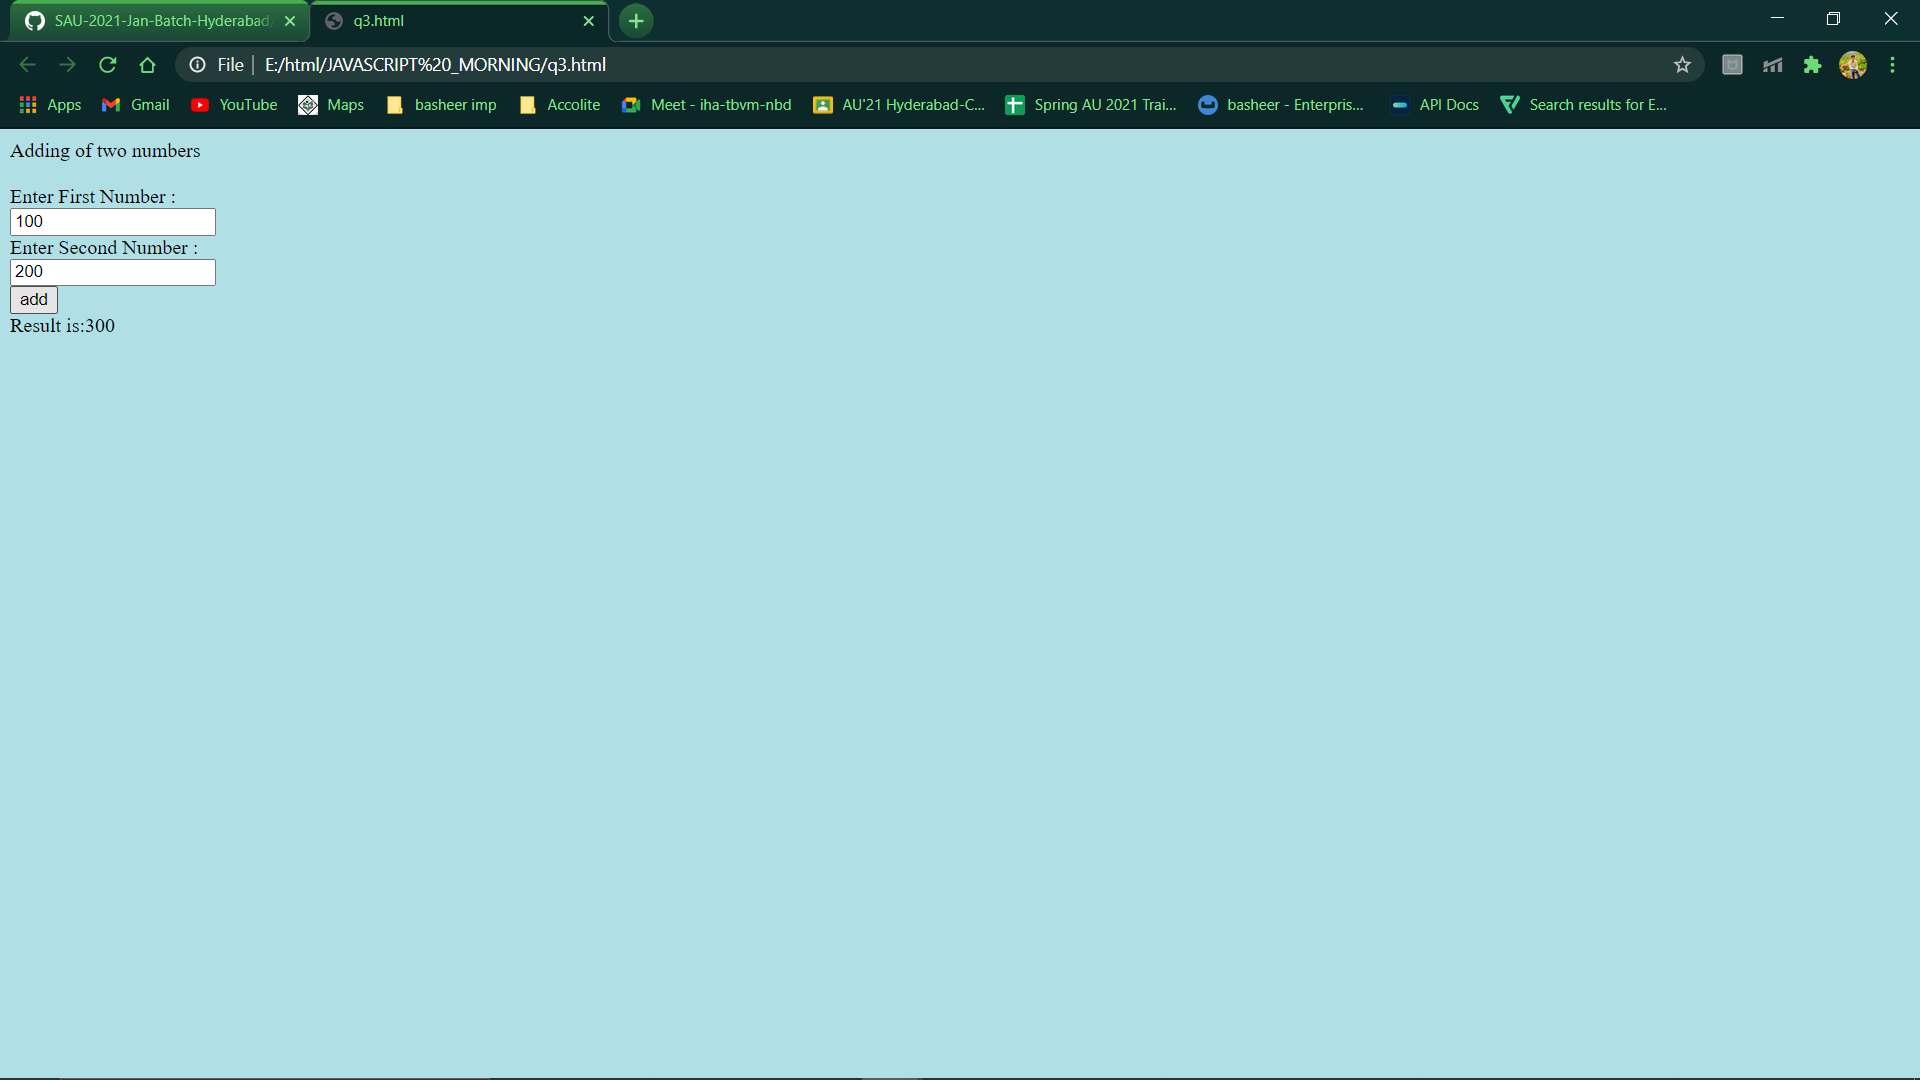 SAU-2021-Jan-Batch-Hyderabad/
q3.html
File
E:/html/JAVASCRIPT%20_MORNING/q3.html
Apps
Gmail
YouTube
Maps
basheer imp
Accolite
Meet - iha-tbvm-nbd
AU'21 Hyderabad-C...
Spring AU 2021 Trai...
basheer - Enterpris...
API Docs
Search results for E...
Adding of two numbers
Enter First Number :
100
Enter Second Number :
200
add
Result is:300